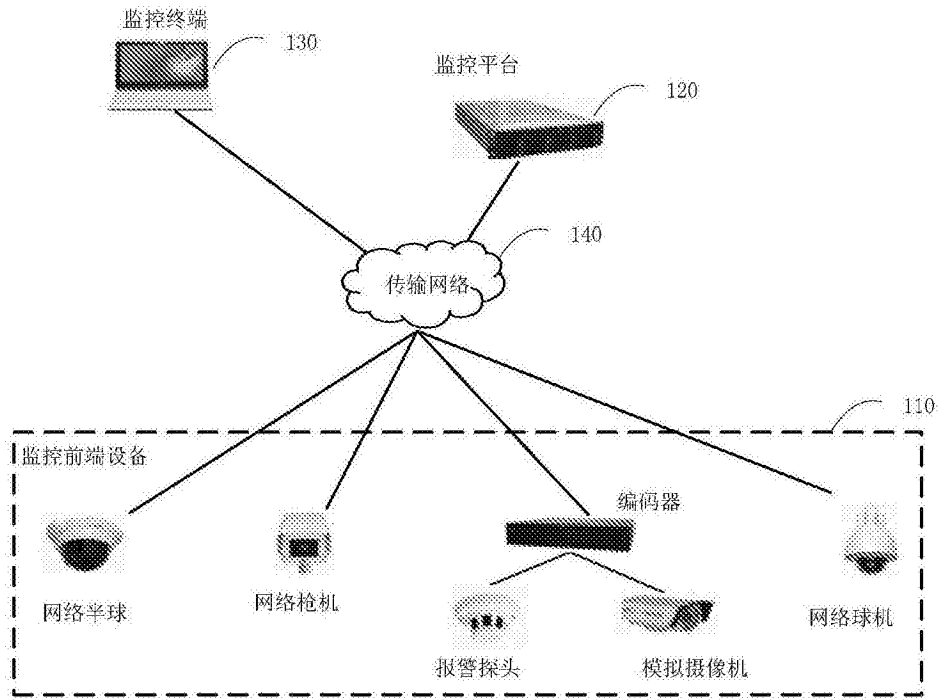 监控终端
130
监控平台
120
140
传输网络
110
监控前端设备
编码器
网络半球
网络枪机
网络球机
报警探头
模拟摄像机